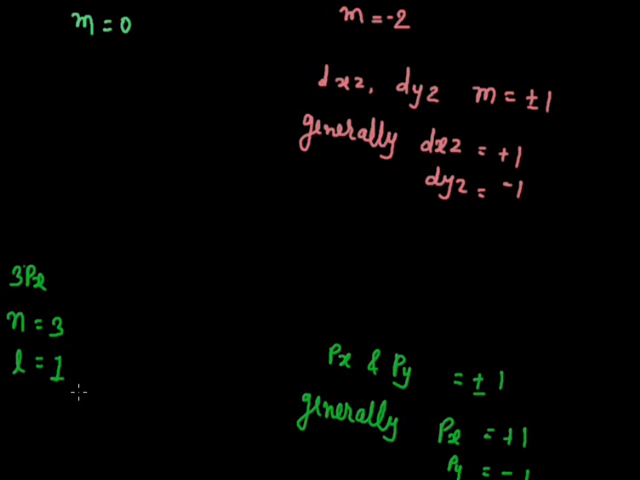 m = 0
m = -2
dxz, dyz m = ± 1
generally dxz = +1
dyz = -1
3Px
n = 3
l = 1
Px & Py = ± 1
generally Px = +1
Py = -1